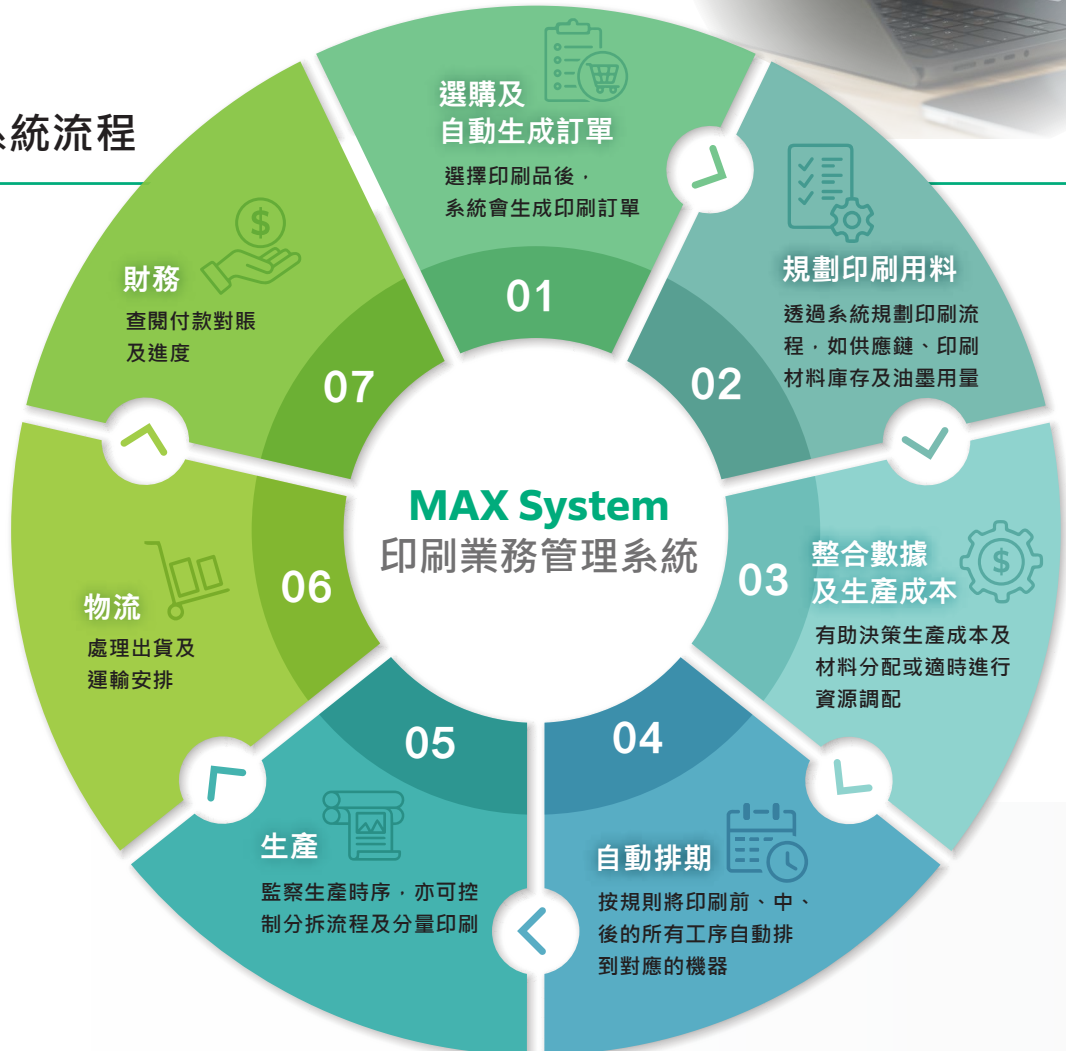 系統流程
選購及
自動生成訂單
選擇印刷品後，
系統會生成印刷訂單
01
規劃印刷用料
透過系統規劃印刷流
程，如供應鏈、印刷
材料庫存及油墨用量
02
整合數據
及生產成本
有助決策生產成本及
材料分配或適時進行
資源調配
03
自動排期
按規則將印刷前、中、
後的所有工序自動排
到對應的機器
04
生產
監察生產時序，亦可控
制分拆流程及分量印刷
05
物流
處理出貨及
運輸安排
06
財務
查閱付款對賬
及進度
07
MAX System
印刷業務管理系統
$
$